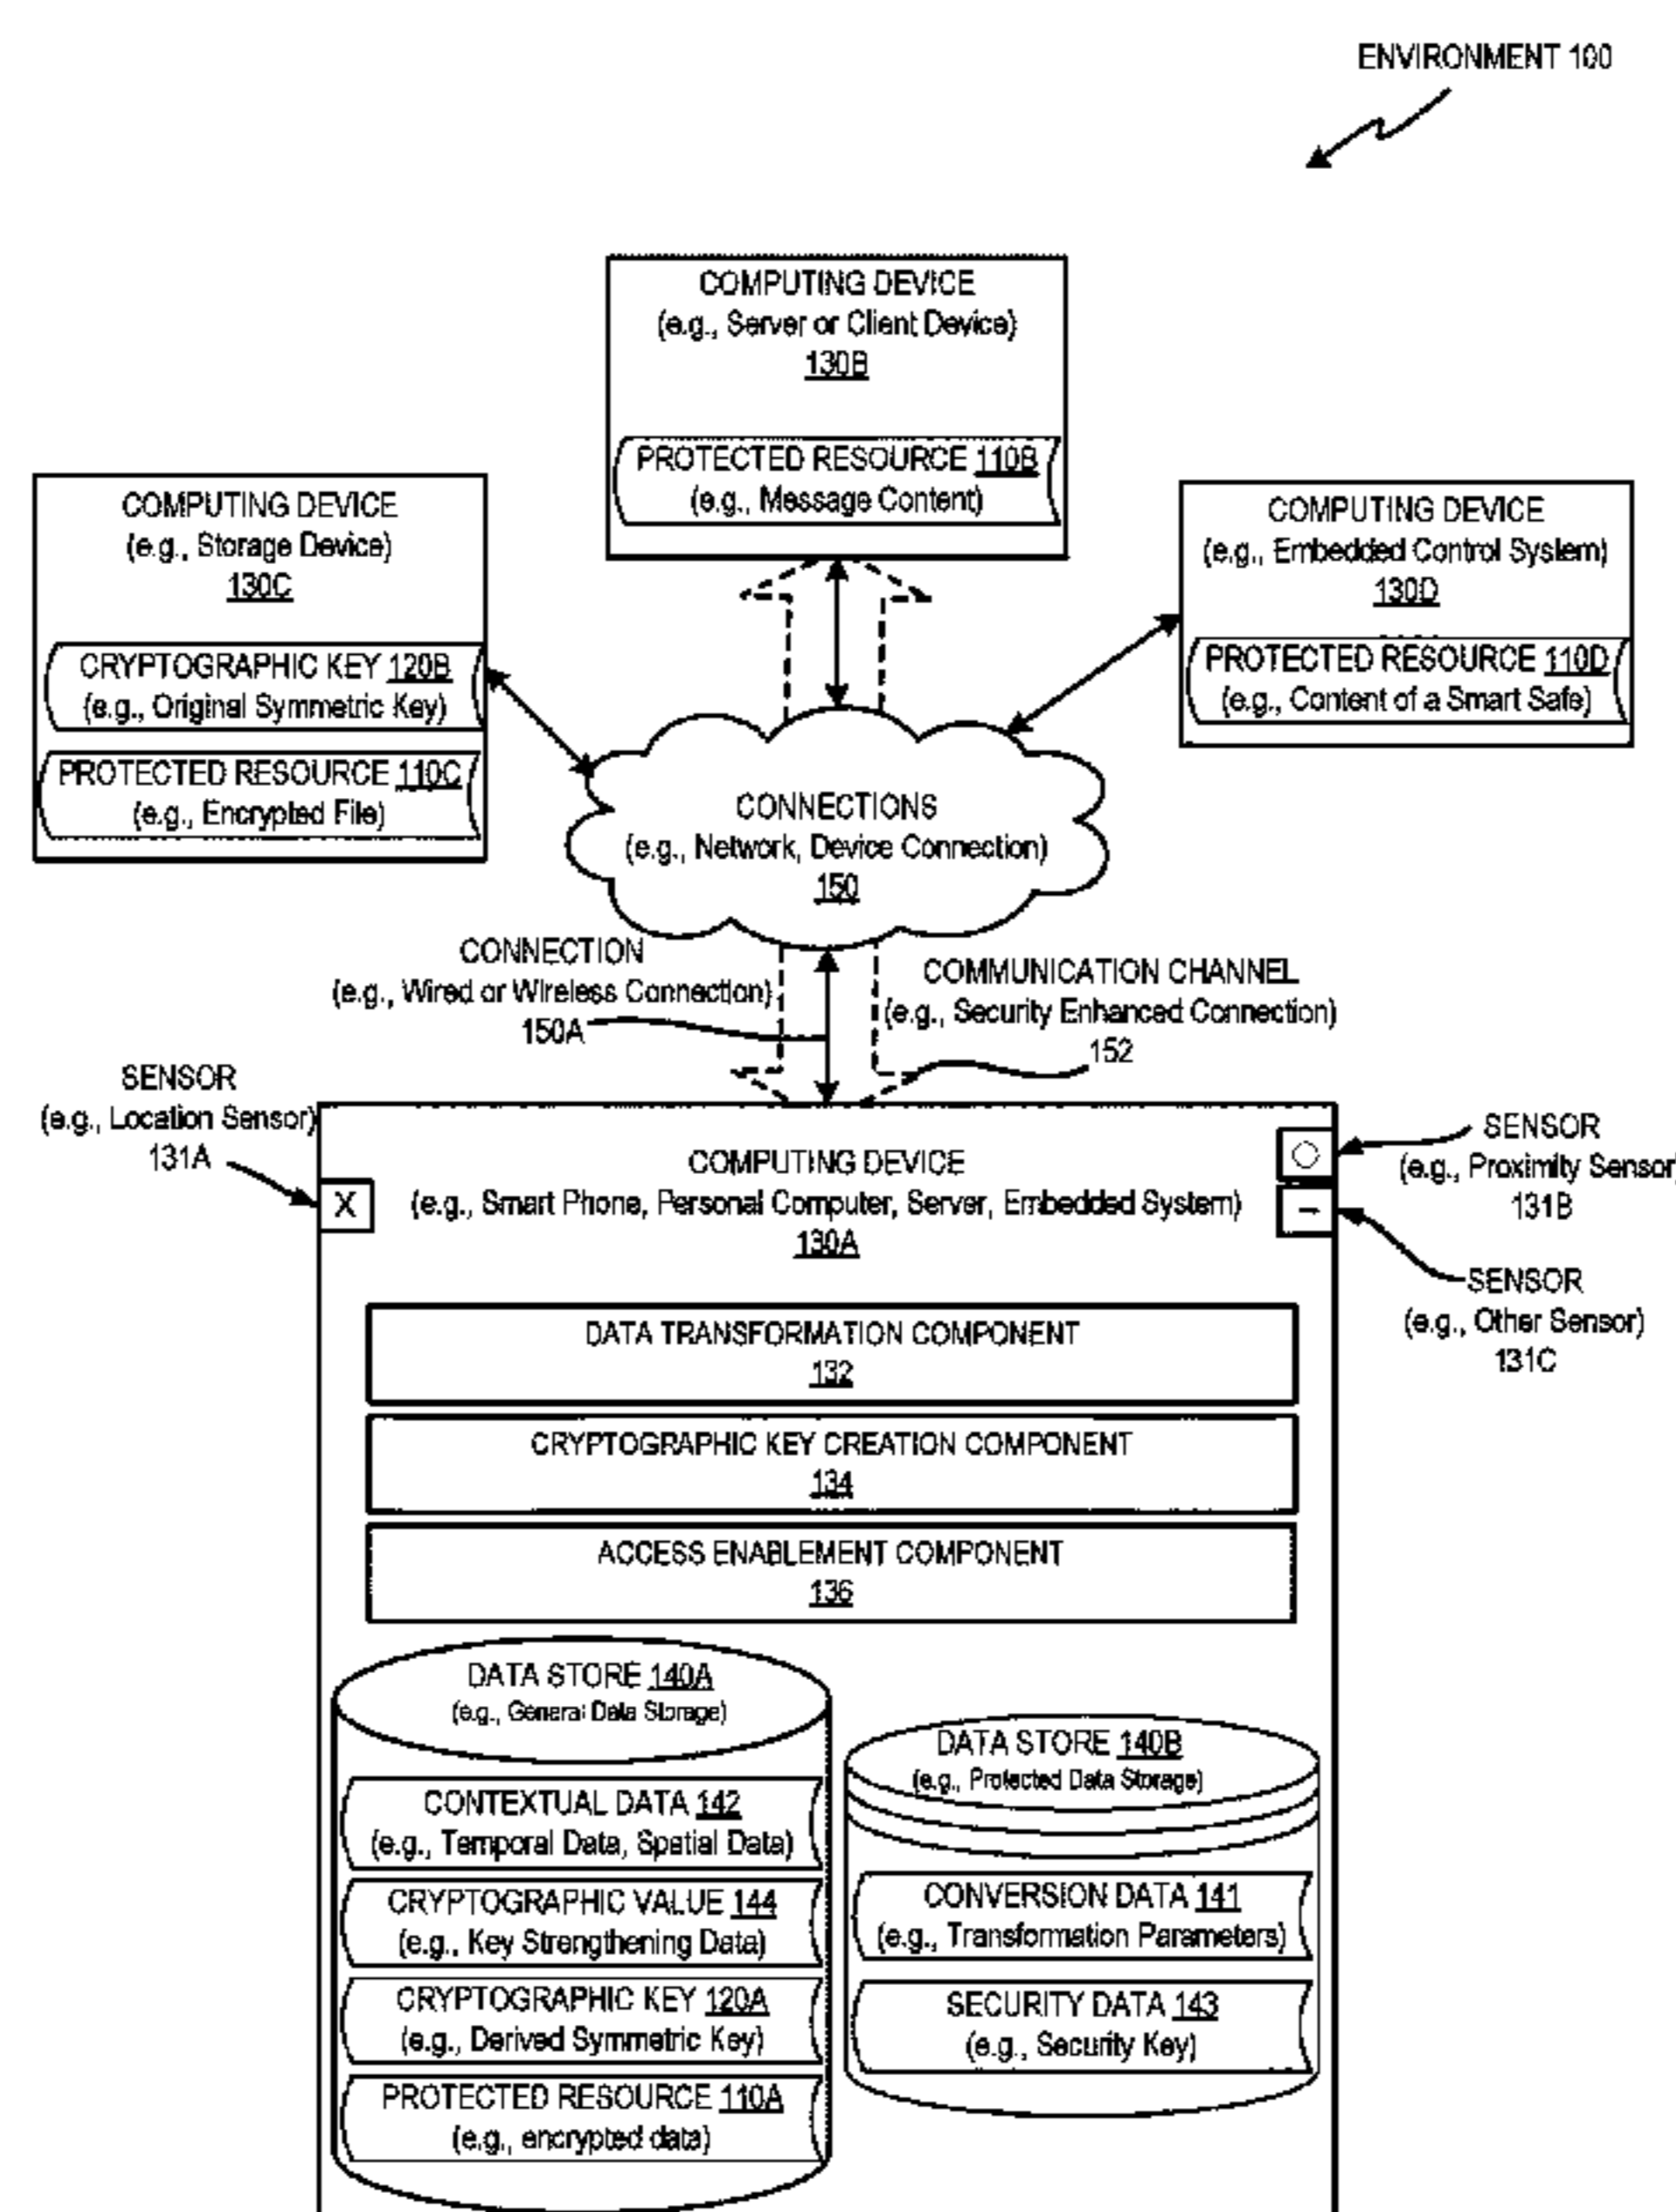 ENVIRONMENT 100
COMPUTING DEVICE
(e.g., Server or Client Device)
130B
PROTECTED RESOURCE 110B
(e.g., Message Content)
COMPUTING DEVICE
(e.g., Storage Device)
130C
CRYPTOGRAPHIC KEY 120B
(e.g., Original Symmetric Key)
PROTECTED RESOURCE 110C
(e.g., Encrypted File)
COMPUTING DEVICE
(e.g., Embedded Control System)
130D
PROTECTED RESOURCE 110D
(e.g., Content of a Smart Safe)
CONNECTIONS
(e.g., Network, Device Connection)
150
CONNECTION
(e.g., Wired or Wireless Connection)
150A
COMMUNICATION CHANNEL
(e.g., Security Enhanced Connection)
152
SENSOR
(e.g., Location Sensor)
131A
X
COMPUTING DEVICE
(e.g., Smart Phone, Personal Computer, Server, Embedded System)
130A
SENSOR
(e.g., Proximity Sensor)
131B
SENSOR
(e.g., Other Sensor)
131C
DATA TRANSFORMATION COMPONENT
132
CRYPTOGRAPHIC KEY CREATION COMPONENT
134
ACCESS ENABLEMENT COMPONENT
136
DATA STORE 140A
(e.g., General Data Storage)
CONTEXTUAL DATA 142
(e.g., Temporal Data, Spatial Data)
CRYPTOGRAPHIC VALUE 144
(e.g., Key Strengthening Data)
CRYPTOGRAPHIC KEY 120A
(e.g., Derived Symmetric Key)
PROTECTED RESOURCE 110A
(e.g., encrypted data)
DATA STORE 140B
(e.g., Protected Data Storage)
CONVERSION DATA 141
(e.g., Transformation Parameters)
SECURITY DATA 143
(e.g., Security Key)